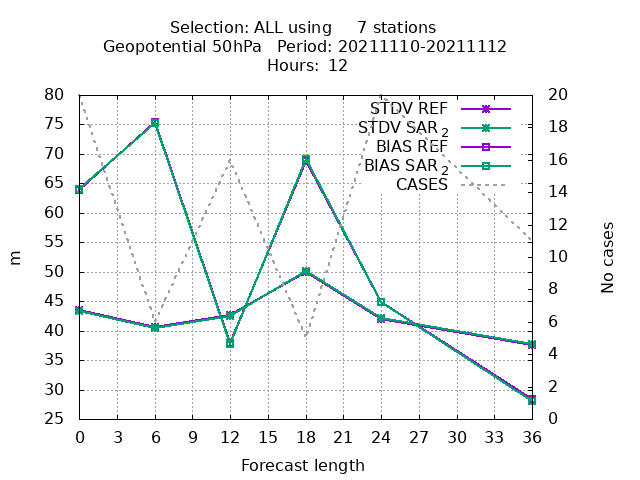 Selection: ALL using     7 stations
Geopotential 50hPa   Period: 20211110-20211112
Hours:  12
80 20
STDV REF
75 18
STDV SAR 2
BIAS REF
70 16
BIAS SAR 2
65 14
CASES
60 12
55
m No cases
10
50
8
45
6
40
4
35
30 2
25 0
0 3 6 9 12 15 18 21 24 27 30 33 36
Forecast length